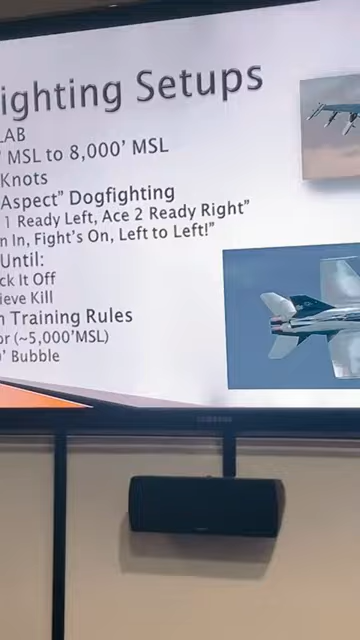 ighting Setups
LAB
' MSL to 8,000' MSL
Knots
Aspect" Dogfighting
1 Ready Left, Ace 2 Ready Right"
n In, Fight's On, Left to Left!"
Until:
ck It Off
ieve Kill
n Training Rules
or (~5,000'MSL)
' Bubble
SAMSUNG